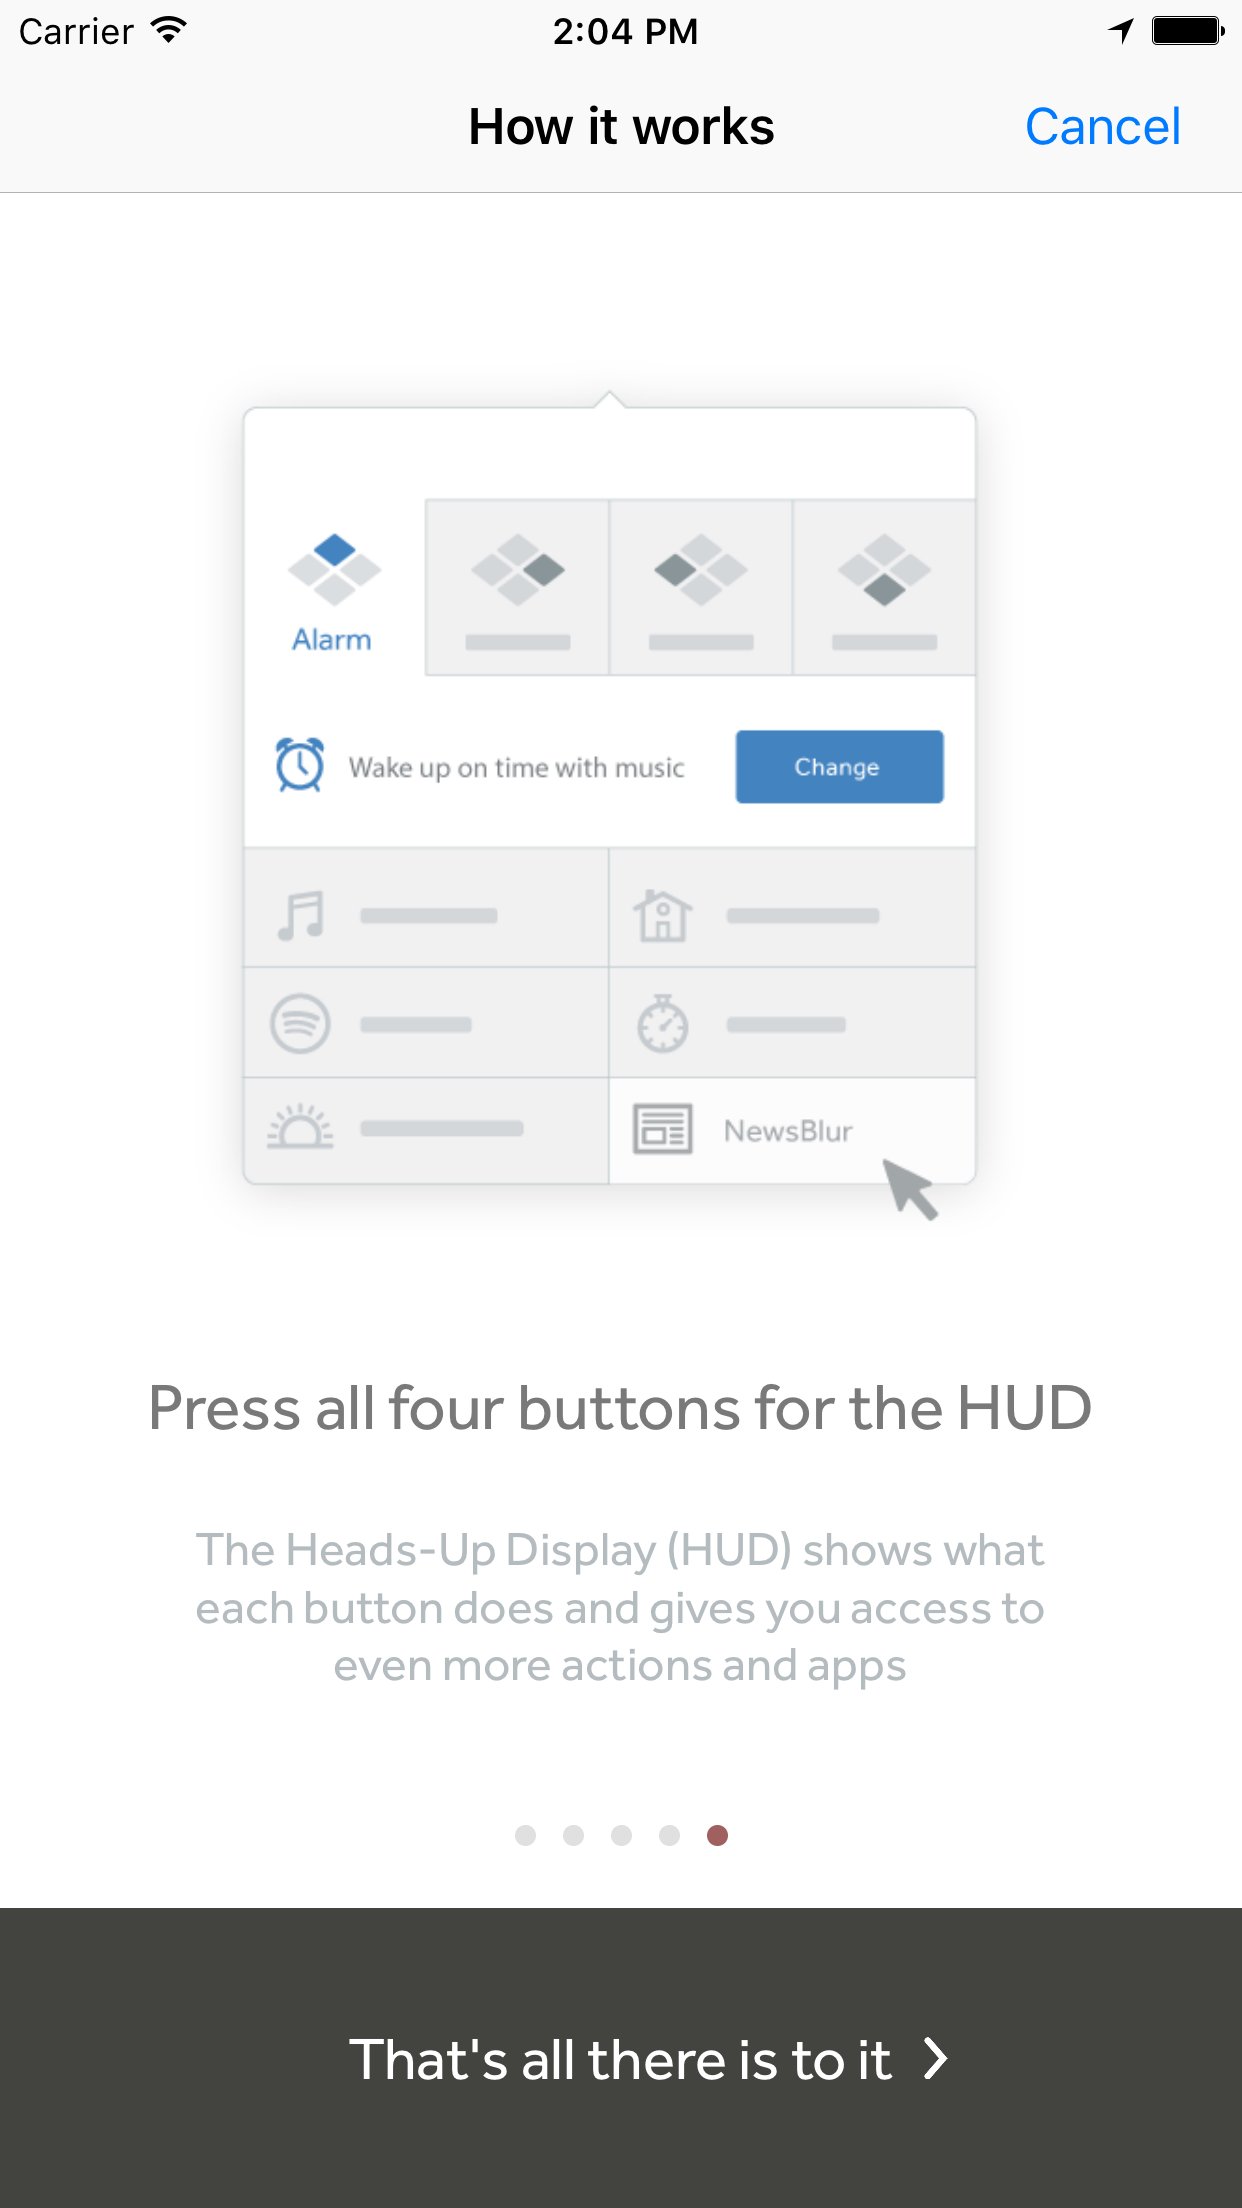 Carrier
2:04 PM
How it works
Cancel
Alarm
Wake up on time with music
Change
NewsBlur
Press all four buttons for the HUD
The Heads-Up Display (HUD) shows what
each button does and gives you access to
even more actions and apps
That's all there is to it